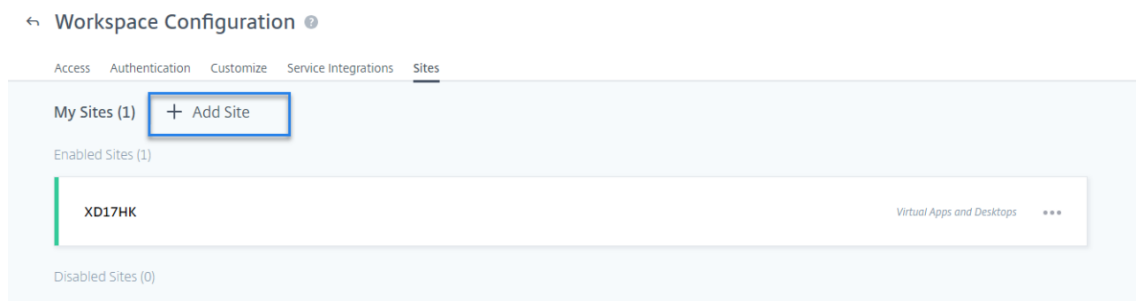 Workspace Configuration
Access Authentication Customize Service Integrations Sites
My Sites (1) + Add Site
Enabled Sites (1)
XD17HK Virtual Apps and Desktops
Disabled Sites (0)